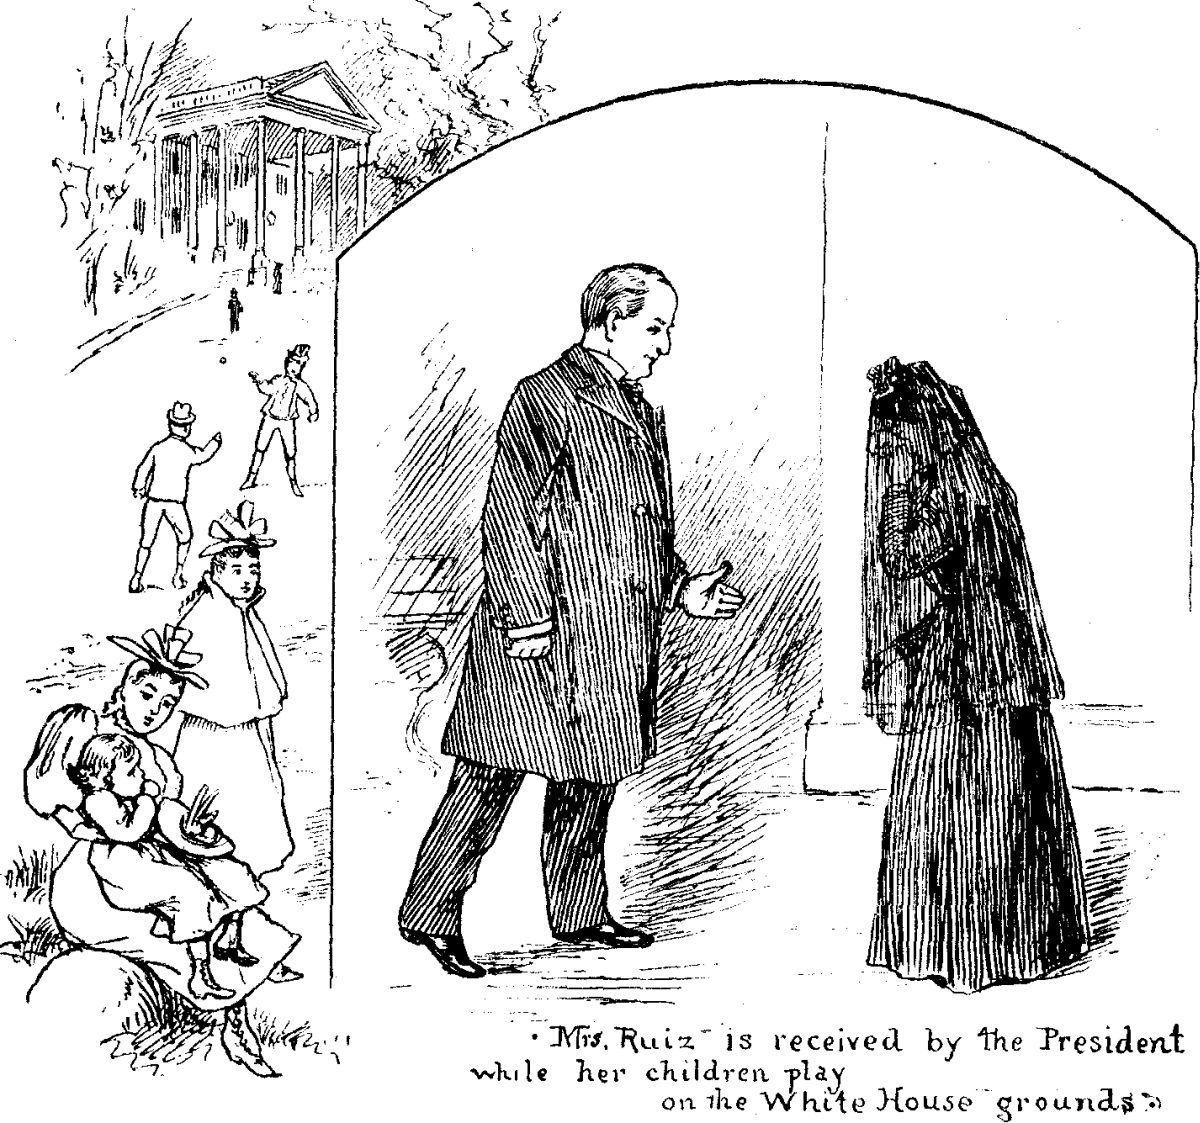 Mrs. Ruiz is received by the President
while her children play
on the White House grounds